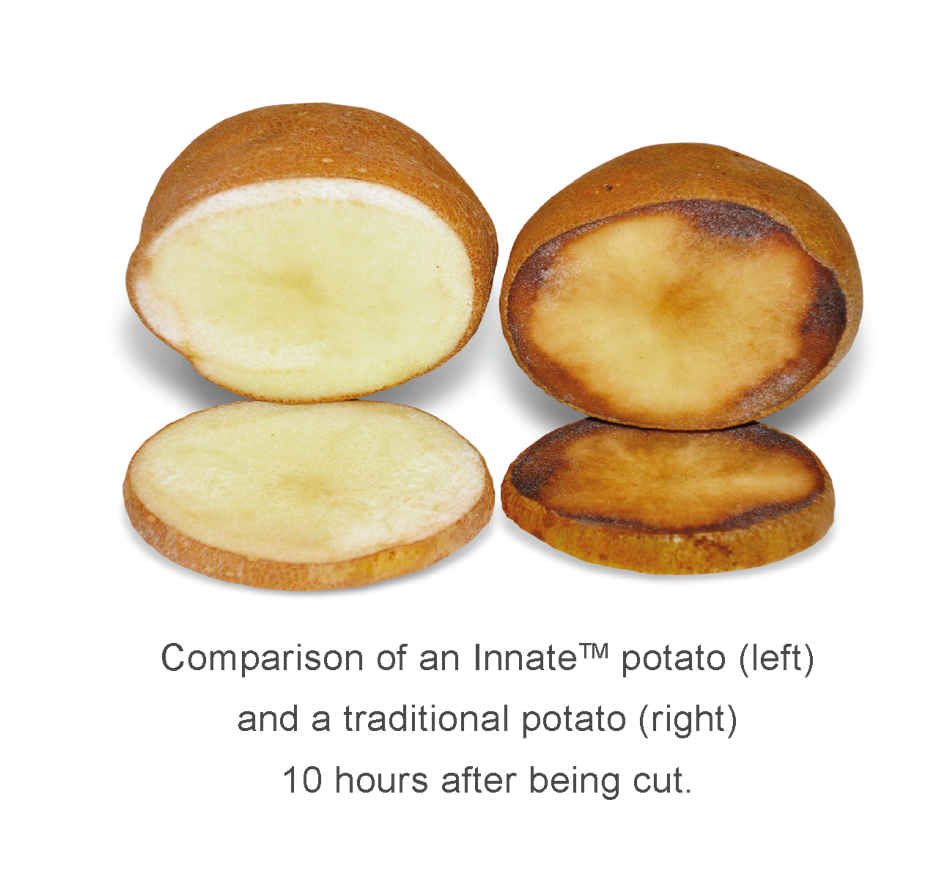 Comparison of an Innate™ potato (left)
and a traditional potato (right)
10 hours after being cut.